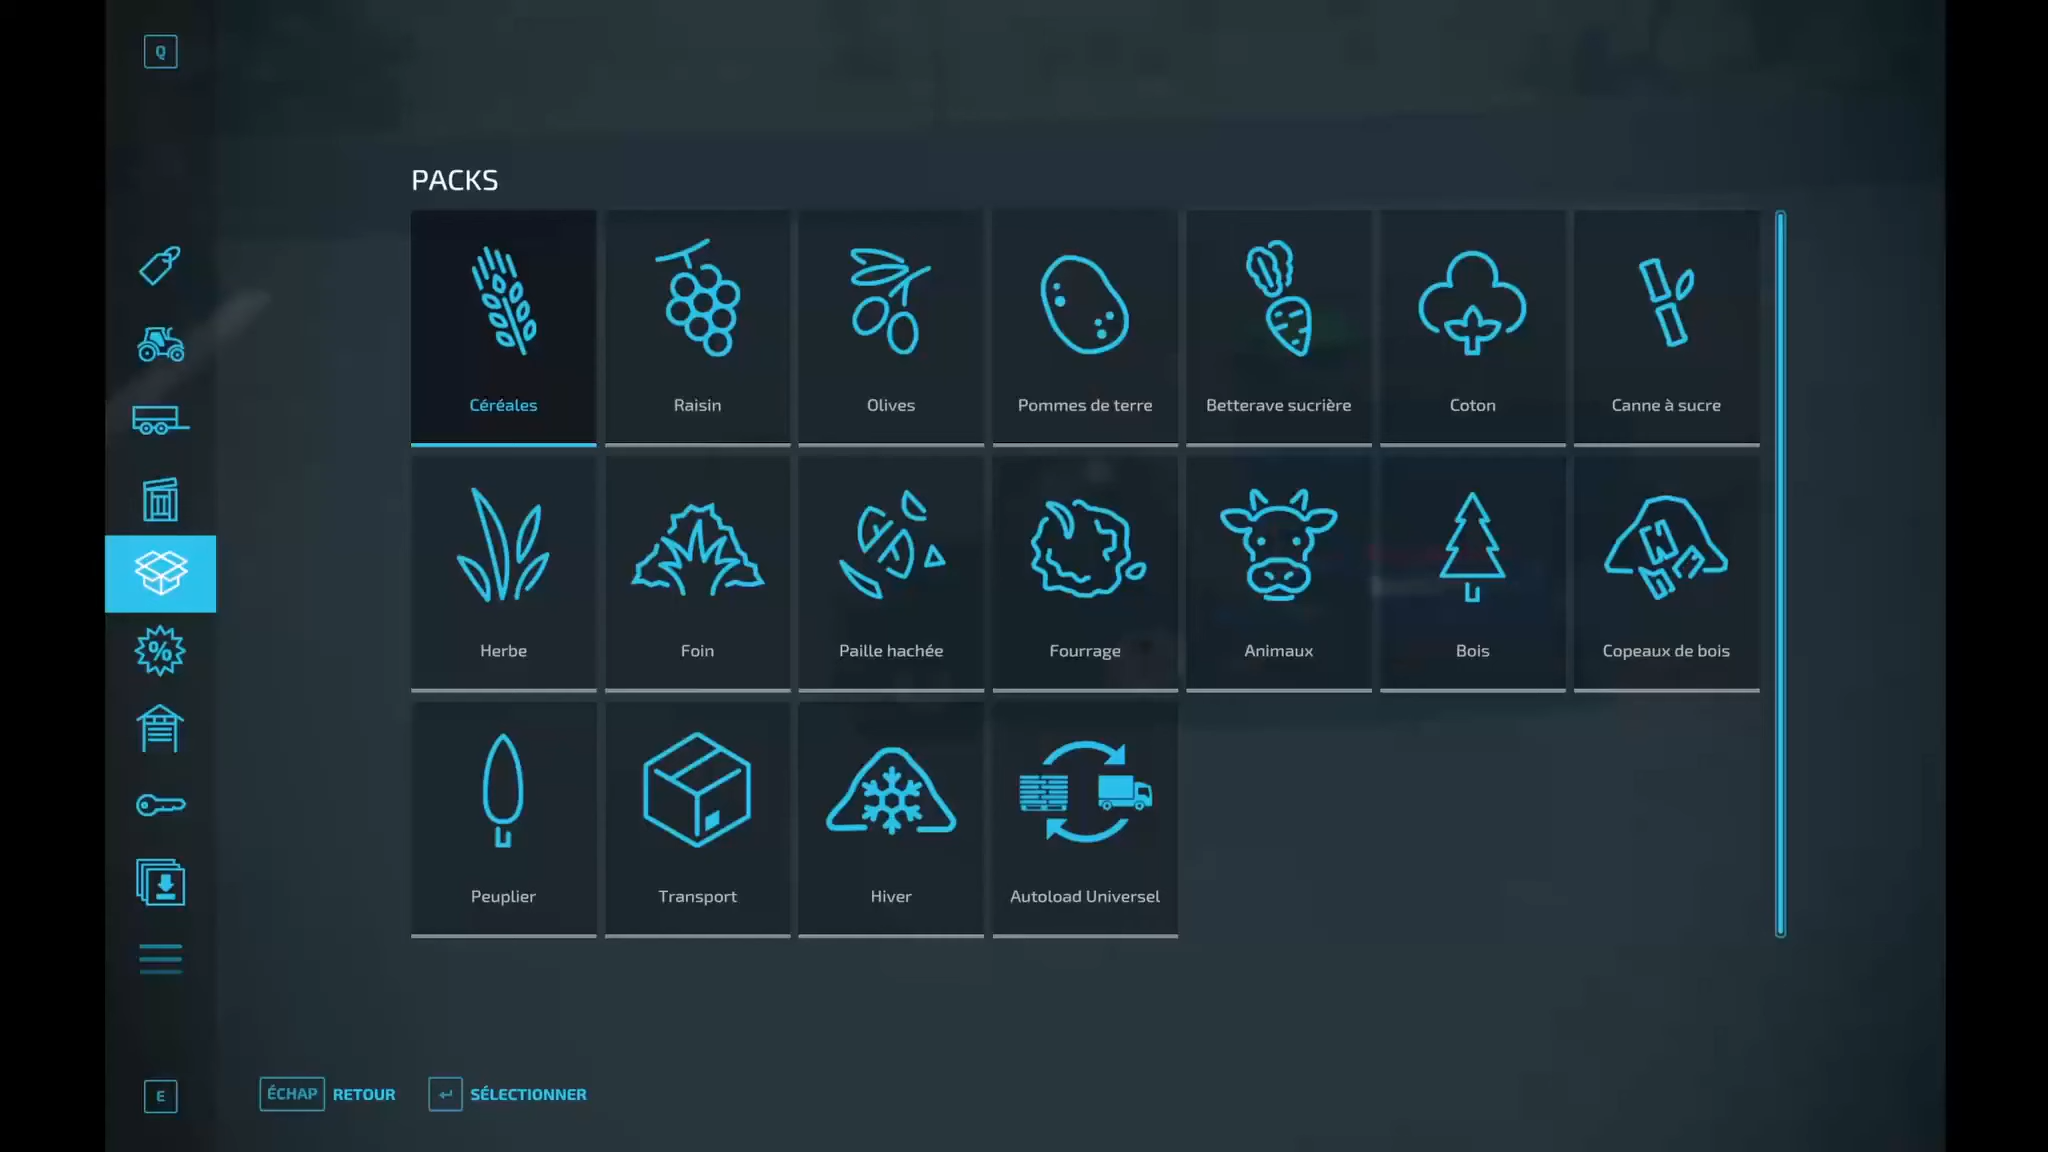 Q
PACKS
Céréales
Raisin
Olives
Pommes de terre
Betterave sucrière
Coton
Canne à sucre
Herbe
Foin
Paille hachée
Fourrage
Animaux
Bois
Copeaux de bois
Peuplier
Transport
Hiver
Autoload Universel
%
E
ÉCHAP RETOUR
SÉLECTIONNER